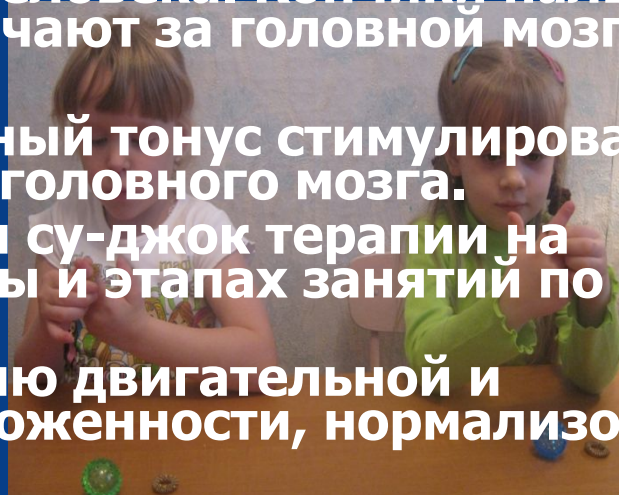 чают за головной мозг
ный тонус стимулирова
головного мозга.
и су-джок терапии на
ы и этапах занятий по
ию двигательной и
оженности, нормализо